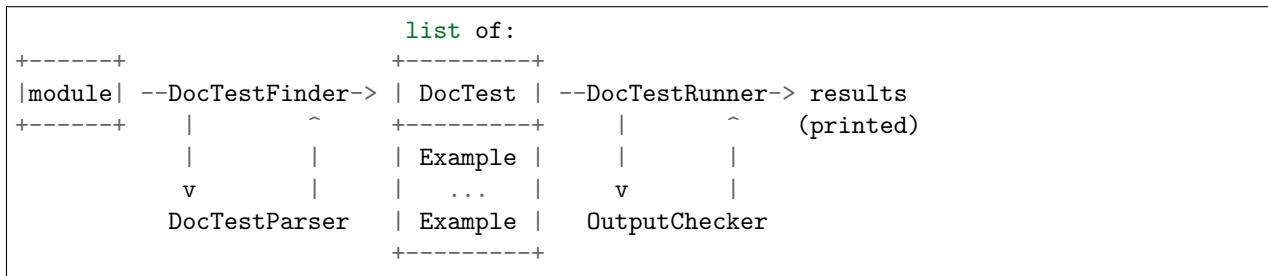 list of:
+------+                   +---------+
|module| --DocTestFinder-> | DocTest | --DocTestRunner-> results
+------+    |        ^     +---------+     |       ^    (printed)
            |        |     | Example |     |       |
            v        |     |   ...   |     v       |
           DocTestParser   | Example |   OutputChecker
                           +---------+